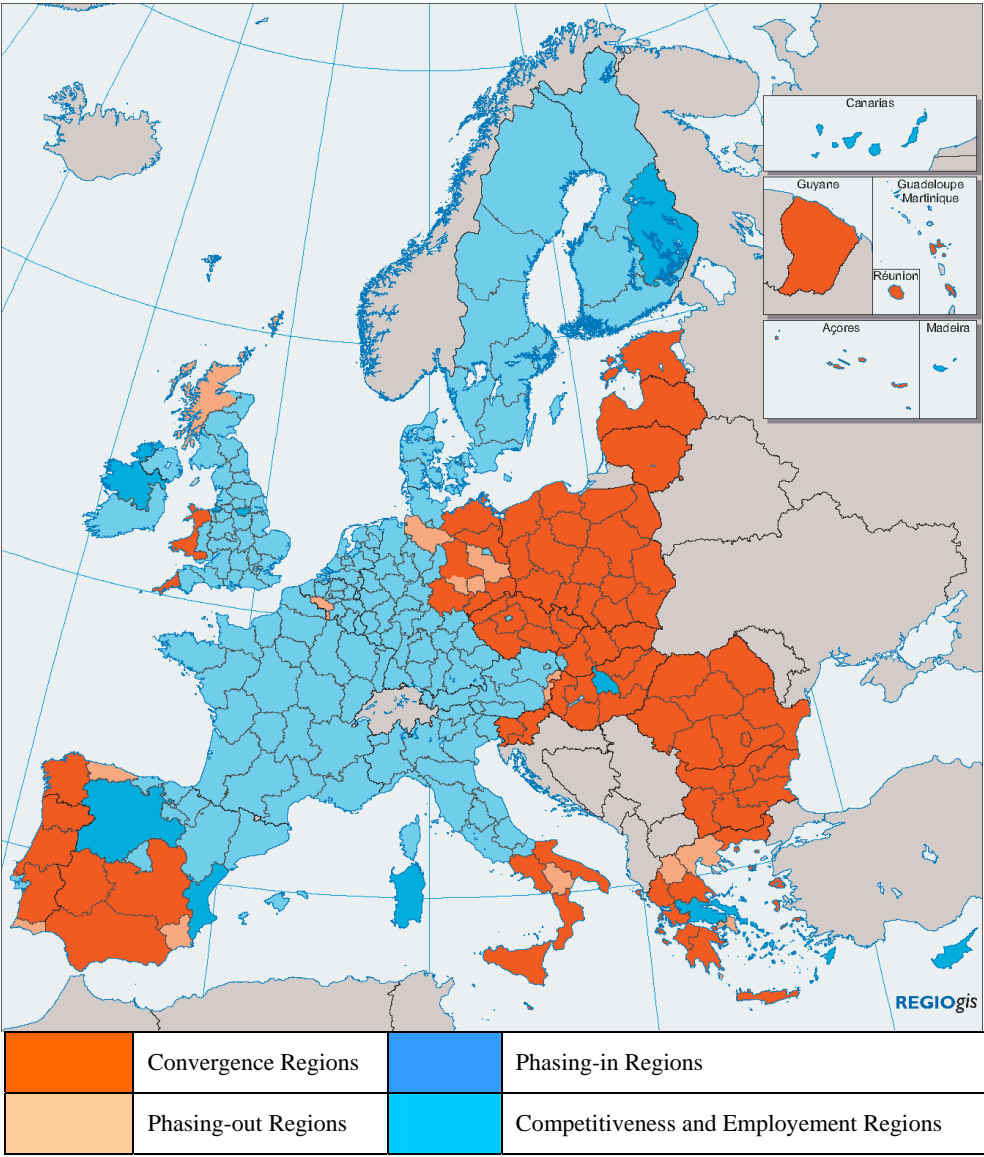 Canarias
Guyane
Guadeloupe
Martinique
Réunion
Açores
Madeira
REGIOgis
Convergence Regions
Phasing-in Regions
Phasing-out Regions
Competitiveness and Employement Regions